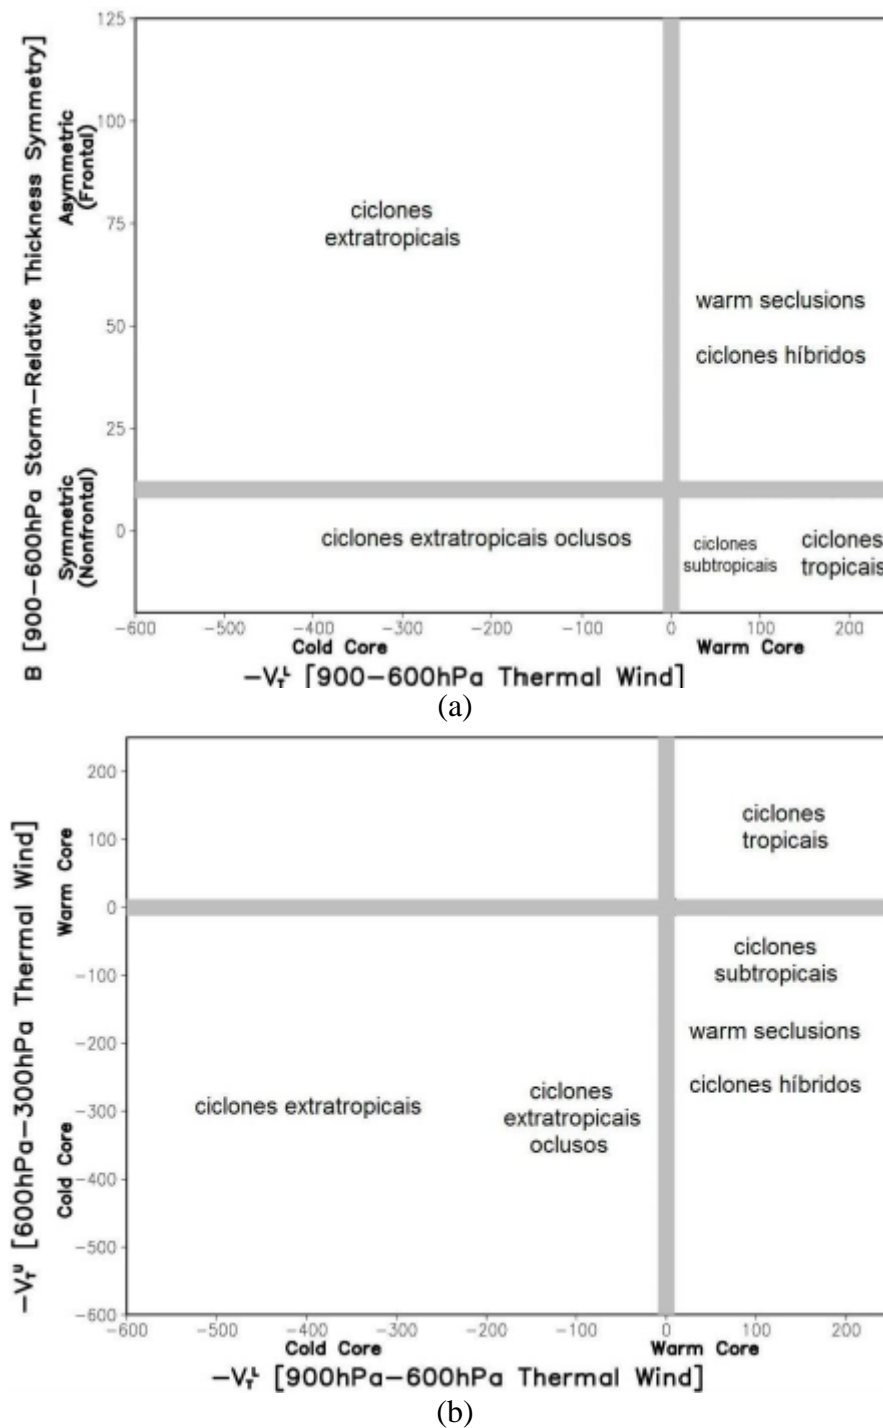 B [900-600hPa Storm-Relative Thickness Symmetry]
Asymmetric
(Frontal)
Symmetric
(Nonfrontal)
125
100
75
50
25
0
ciclones
extratropicais
warm seclusions
ciclones híbridos
ciclones extratropicais oclusos
ciclones
subtropicais
ciclones
tropicais
-600 -500 -400 -300 -200 -100 0 100 200
Cold Core Warm Core
-V_T^L [900-600hPa Thermal Wind]
(a)
-V_T^U [600hPa-300hPa Thermal Wind]
Warm Core
Cold Core
200
100
0
-100
-200
-300
-400
-500
-600
ciclones
tropicais
ciclones
subtropicais
warm seclusions
ciclones híbridos
ciclones extratropicais
ciclones
extratropicais
oclusos
-600 -500 -400 -300 -200 -100 0 100 200
Cold Core Warm Core
-V_T^L [900hPa-600hPa Thermal Wind]
(b)